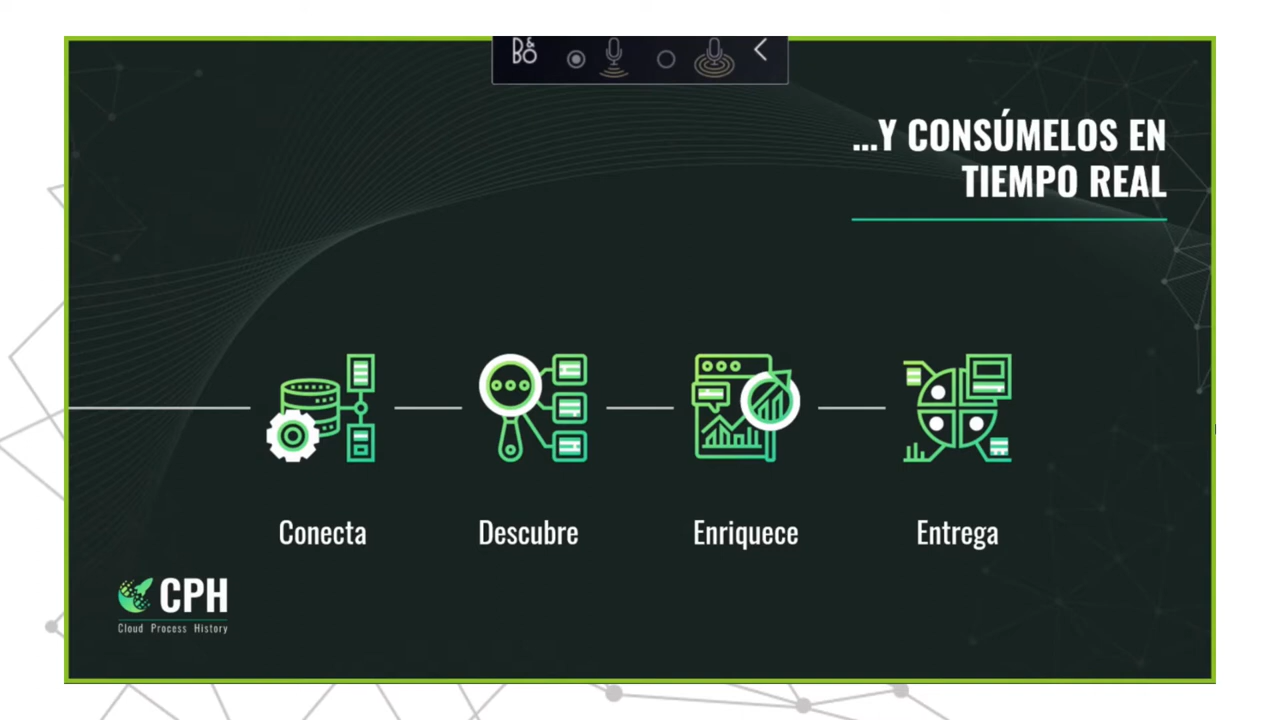 B&O
...Y CONSÚMELOS EN
TIEMPO REAL
Conecta
Descubre
Enriquece
Entrega
CPH
Cloud Process History